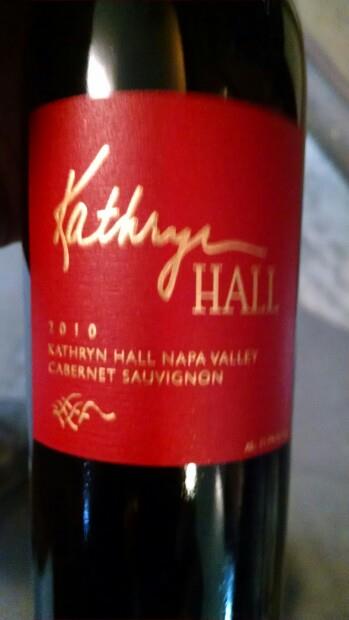 Kathryn
HALL
2010
KATHRYN HALL NAPA VALLEY
CABERNET SAUVIGNON